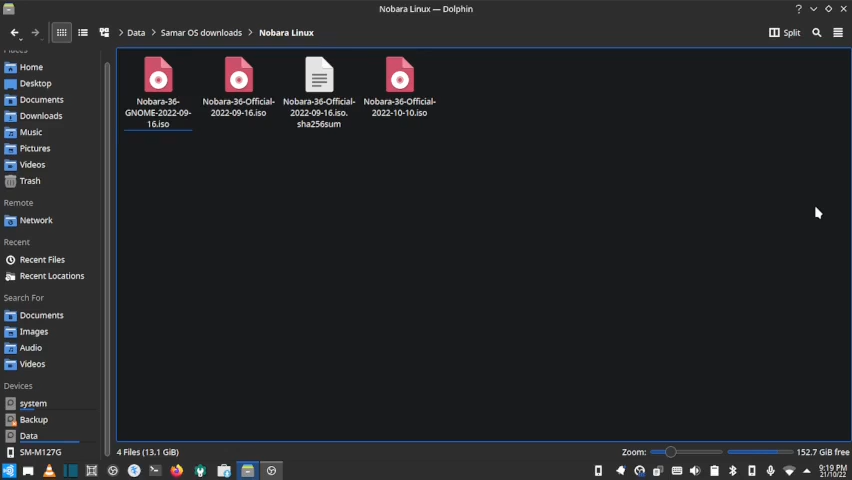 Nobara Linux — Dolphin
Data
Samar OS downloads
Nobara Linux
Split
Home
Desktop
Documents
Downloads
Music
Pictures
Videos
Trash
Remote
Network
Recent
Recent Files
Recent Locations
Search For
Documents
Images
Audio
Videos
Devices
system
Backup
Data
SM-M127G
Nobara-36-
GNOME-2022-09-
16.iso
Nobara-36-Official-
2022-09-16.iso
Nobara-36-Official-
2022-09-16.iso.
sha256sum
Nobara-36-Official-
2022-10-10.iso
4 Files (13.1 GiB)
Zoom:
152.7 GiB free
9:19 PM
21/10/22